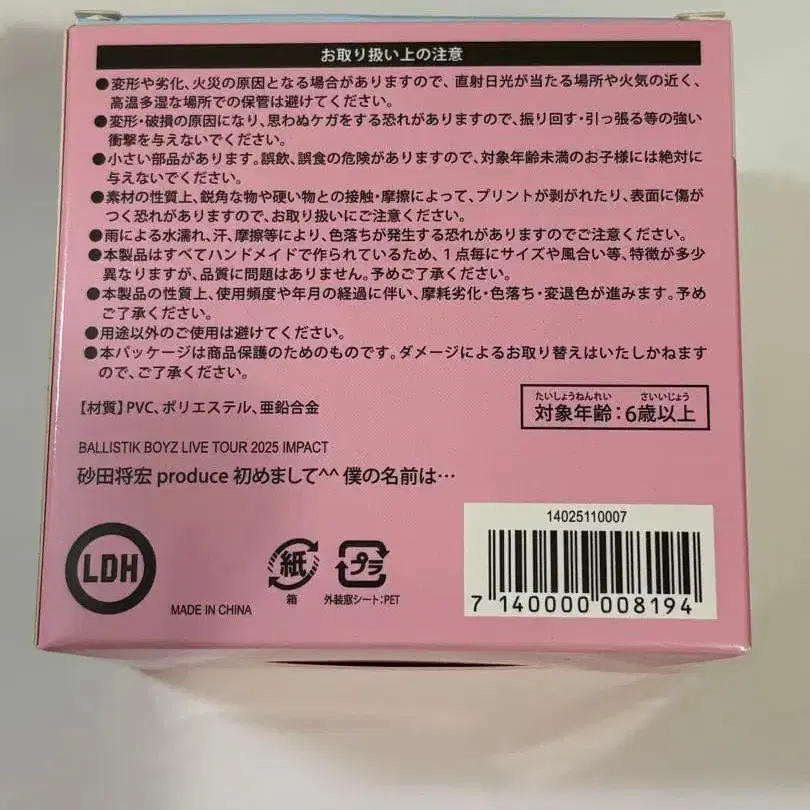 お取り扱い上の注意
●変形や劣化、火災の原因となる場合がありますので、直射日光が当たる場所や火気の近く、
高温多湿な場所での保管は避けてください。
●変形・破損の原因になり、思わぬケガをする恐れがありますので、振り回す・引っ張る等の強い
衝撃を与えないでください。
●小さい部品があります。誤飲、誤食の危険がありますので、対象年齢未満のお子様には絶対に
与えないでください。
●素材の性質上、鋭角な物や硬い物との接触・摩擦によって、プリントが剥がれたり、表面に傷が
つく恐れがありますので、お取り扱いにご注意ください。
●雨による水濡れ、汗、摩擦等により、色落ちが発生する恐れがありますのでご注意ください。
●本製品はすべてハンドメイドで作られているため、1点毎にサイズや風合い等、特徴が多少
異なりますが、品質に問題はありません。予めご了承ください。
●本製品の性質上、使用頻度や年月の経過に伴い、摩耗劣化・色落ち・変退色が進みます。予め
ご了承ください。
●用途以外のご使用は避けてください。
●本パッケージは商品保護のためのものです。ダメージによるお取り替えはいたしかねます
ので、ご了承ください。
【材質】PVC、ポリエステル、亜鉛合金
たいしょうねんれい さいいじょう
対象年齢:6歳以上
BALLISTIK BOYZ LIVE TOUR 2025 IMPACT
砂田将宏 produce 初めまして^^ 僕の名前は…
LDH
MADE IN CHINA
紙
箱
プラ
外装窓シート:PET
14025110007
7 140000 008194